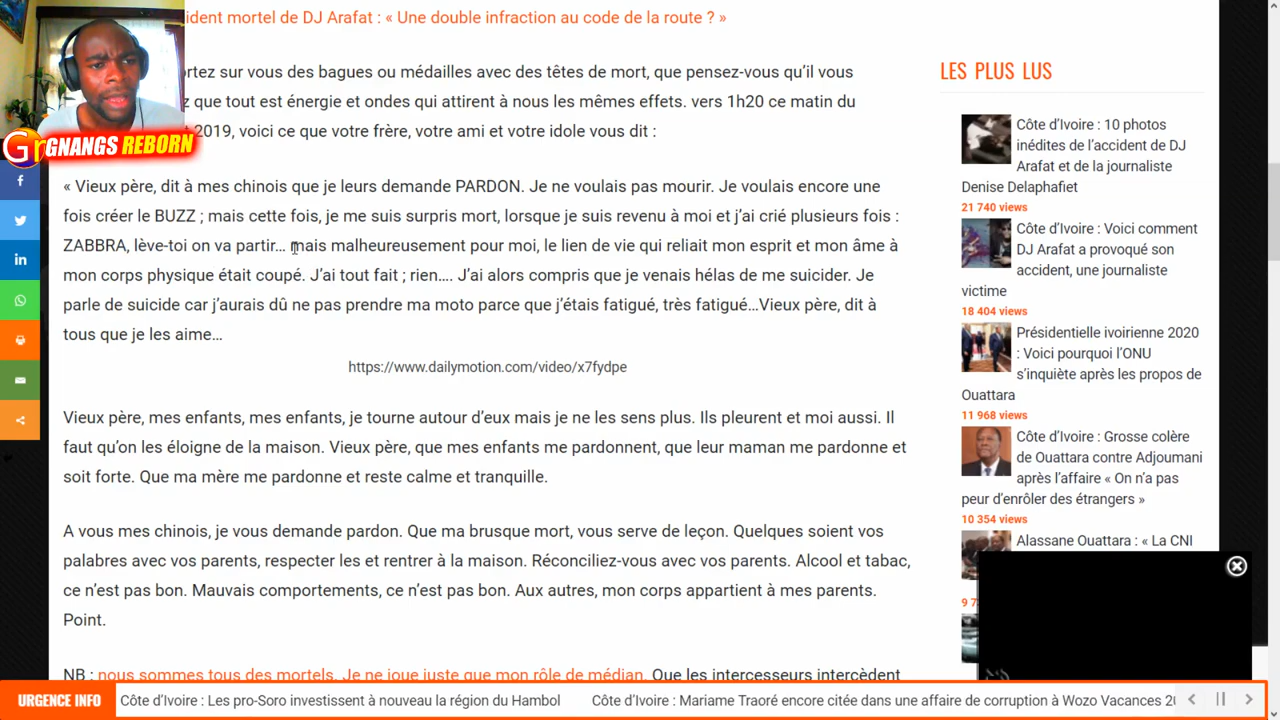 ident mortel de DJ Arafat : « Une double infraction au code de la route ? »
rtez sur vous des bagues ou médailles avec des têtes de mort, que pensez-vous qu’il vous
z que tout est énergie et ondes qui attirent à nous les mêmes effets. vers 1h20 ce matin du
2019, voici ce que votre frère, votre ami et votre idole vous dit :
Gr GNANGS REBORN
« Vieux père, dit à mes chinois que je leurs demande PARDON. Je ne voulais pas mourir. Je voulais encore une
fois créer le BUZZ ; mais cette fois, je me suis surpris mort, lorsque je suis revenu à moi et j’ai crié plusieurs fois :
ZABBRA, lève-toi on va partir… mais malheureusement pour moi, le lien de vie qui reliait mon esprit et mon âme à
mon corps physique était coupé. J’ai tout fait ; rien…. J’ai alors compris que je venais hélas de me suicider. Je
parle de suicide car j’aurais dû ne pas prendre ma moto parce que j’étais fatigué, très fatigué…Vieux père, dit à
tous que je les aime…
https://www.dailymotion.com/video/x7fydpe
Vieux père, mes enfants, mes enfants, je tourne autour d’eux mais je ne les sens plus. Ils pleurent et moi aussi. Il
faut qu’on les éloigne de la maison. Vieux père, que mes enfants me pardonnent, que leur maman me pardonne et
soit forte. Que ma mère me pardonne et reste calme et tranquille.
A vous mes chinois, je vous demande pardon. Que ma brusque mort, vous serve de leçon. Quelques soient vos
palabres avec vos parents, respecter les et rentrer à la maison. Réconciliez-vous avec vos parents. Alcool et tabac,
ce n’est pas bon. Mauvais comportements, ce n’est pas bon. Aux autres, mon corps appartient à mes parents.
Point.
NB : nous sommes tous des mortels. Je ne joue juste que mon rôle de médian. Que les intercesseurs intercèdent
LES PLUS LUS
Côte d’Ivoire : 10 photos
inédites de l’accident de DJ
Arafat et de la journaliste
Denise Delaphafiet
21 740 views
Côte d’Ivoire : Voici comment
DJ Arafat a provoqué son
accident, une journaliste
victime
18 404 views
Présidentielle ivoirienne 2020
: Voici pourquoi l’ONU
s’inquiète après les propos de
Ouattara
11 968 views
Côte d’Ivoire : Grosse colère
de Ouattara contre Adjoumani
après l’affaire « On n’a pas
peur d’enrôler des étrangers »
10 354 views
Alassane Ouattara : « La CNI
URGENCE INFO
Côte d’Ivoire : Les pro-Soro investissent à nouveau la région du Hambol
Côte d’Ivoire : Mariame Traoré encore citée dans une affaire de corruption à Wozo Vacances 20